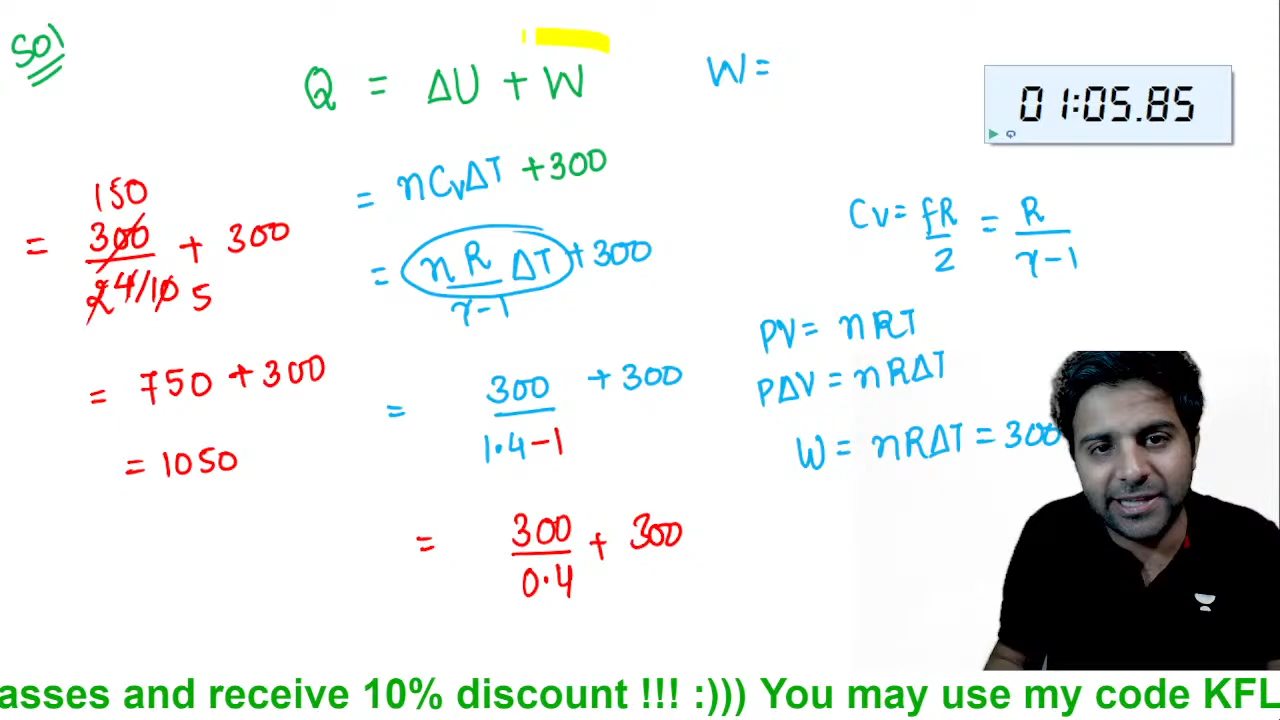 Sol
Q = ΔU + W
W =
01:05.85
= nCvΔT + 300
= nR/γ-1 ΔT + 300
= 300/1.4-1 + 300
= 300/0.4 + 300
Cv = fR/2 = R/γ-1
PV = nRT
PΔV = nRΔT
W = nRΔT = 300
150
= 300/4/10 + 300
5
= 750 + 300
= 1050
asses and receive 10% discount !!! :))) You may use my code KFL